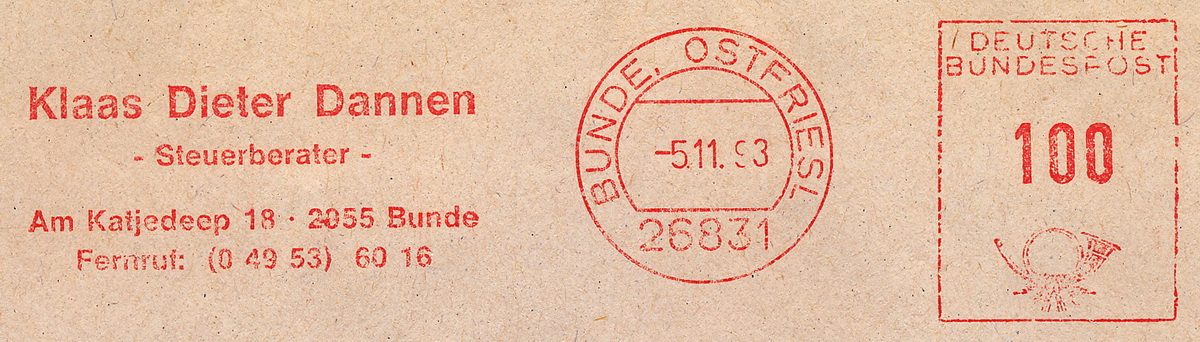 Klaas Dieter Dannen
- Steuerberater -
Am Katjedeep 18 · 2055 Bunde
Fernruf: (0 49 53) 60 16
BUNDE, OSTFRIESL
-5.11. 93
26831
DEUTSCHE
BUNDESPOST
100